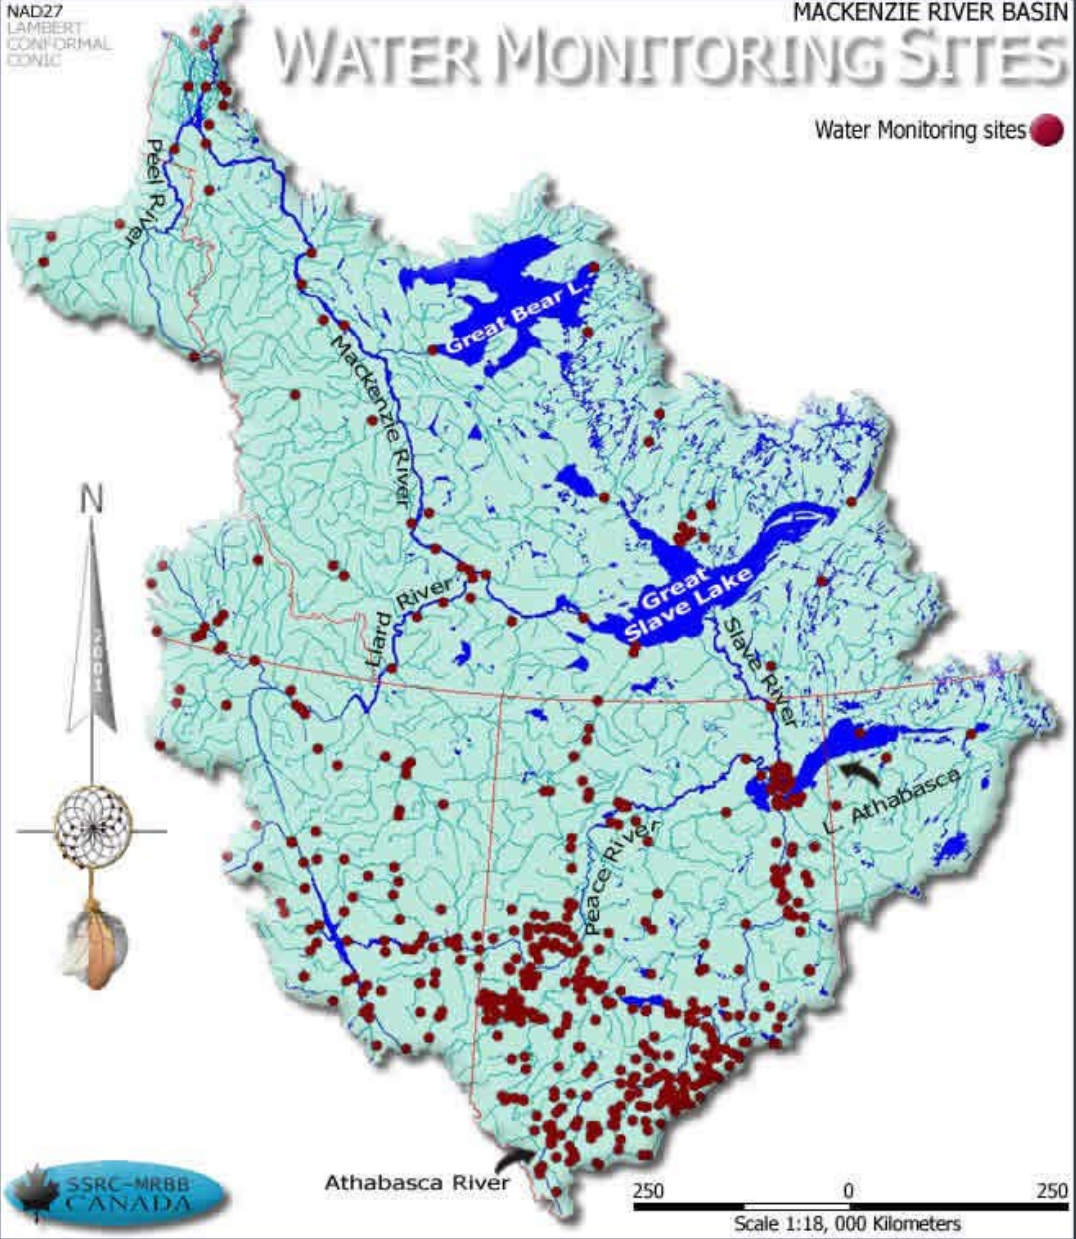 NAD27
LAMBERT
CONFORMAL
CONIC
MACKENZIE RIVER BASIN
WATER MONITORING SITES
Water Monitoring sites
Peel River
Great Bear L.
Mackenzie River
N
2001
Great
Slave Lake
Liard River
Slave River
L. Athabasca
Peace River
Athabasca River
SSRC-MRBB
CANADA
250 0 250
Scale 1:18, 000 Kilometers